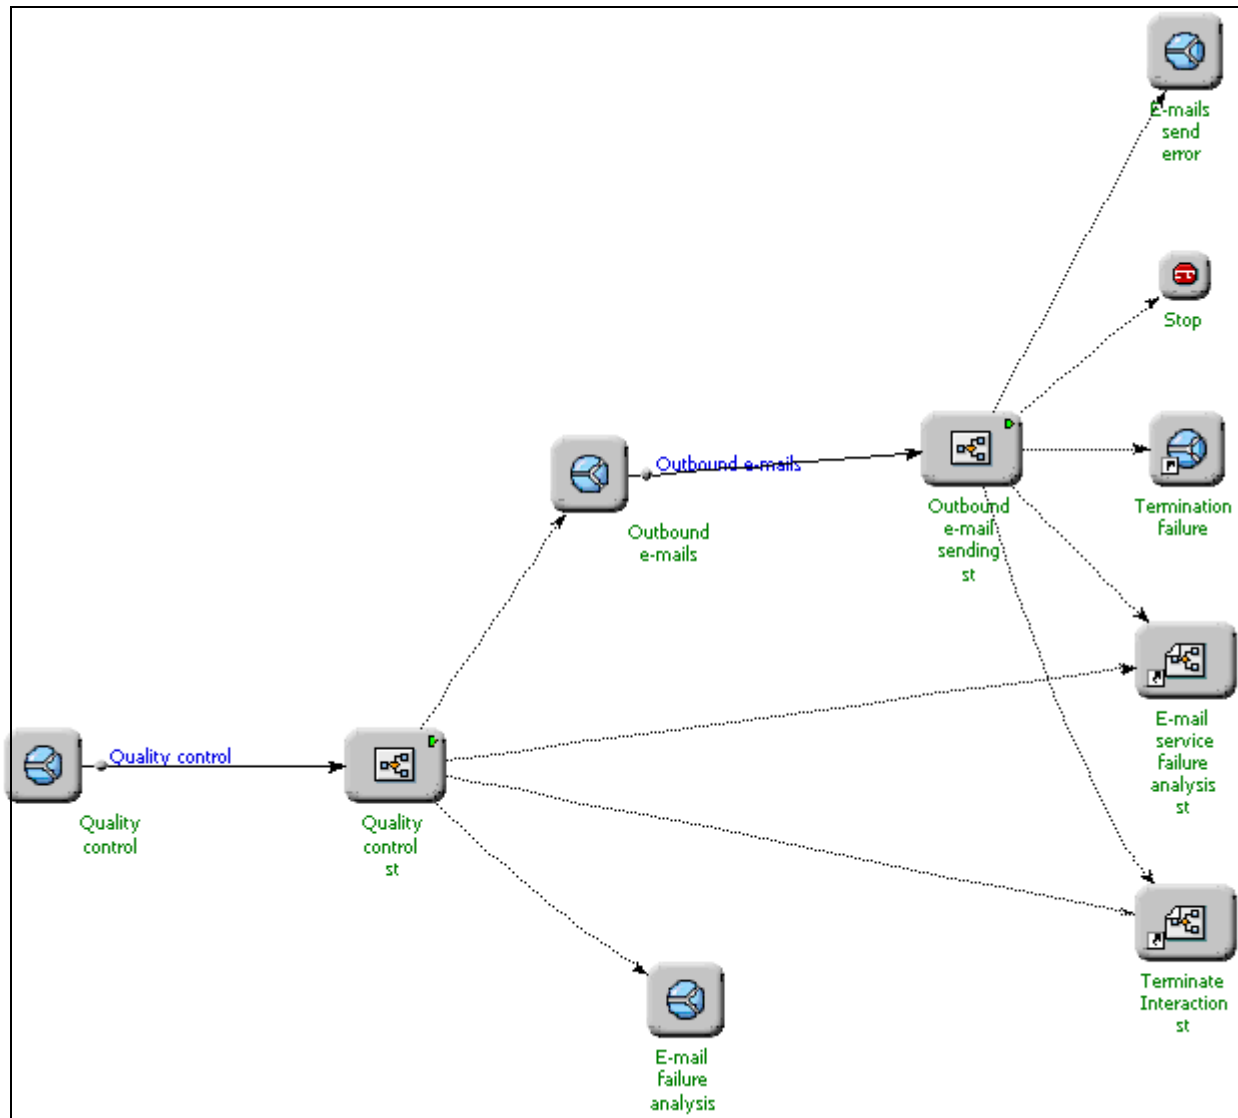 E-mails
send
error
Stop
Outbound e-mails
Outbound
e-mails
Outbound
e-mail
sending
st
Termination
failure
E-mail
service
failure
analysis
st
Quality control
Quality
control
Quality
control
st
Terminate
Interaction
st
E-mail
failure
analysis